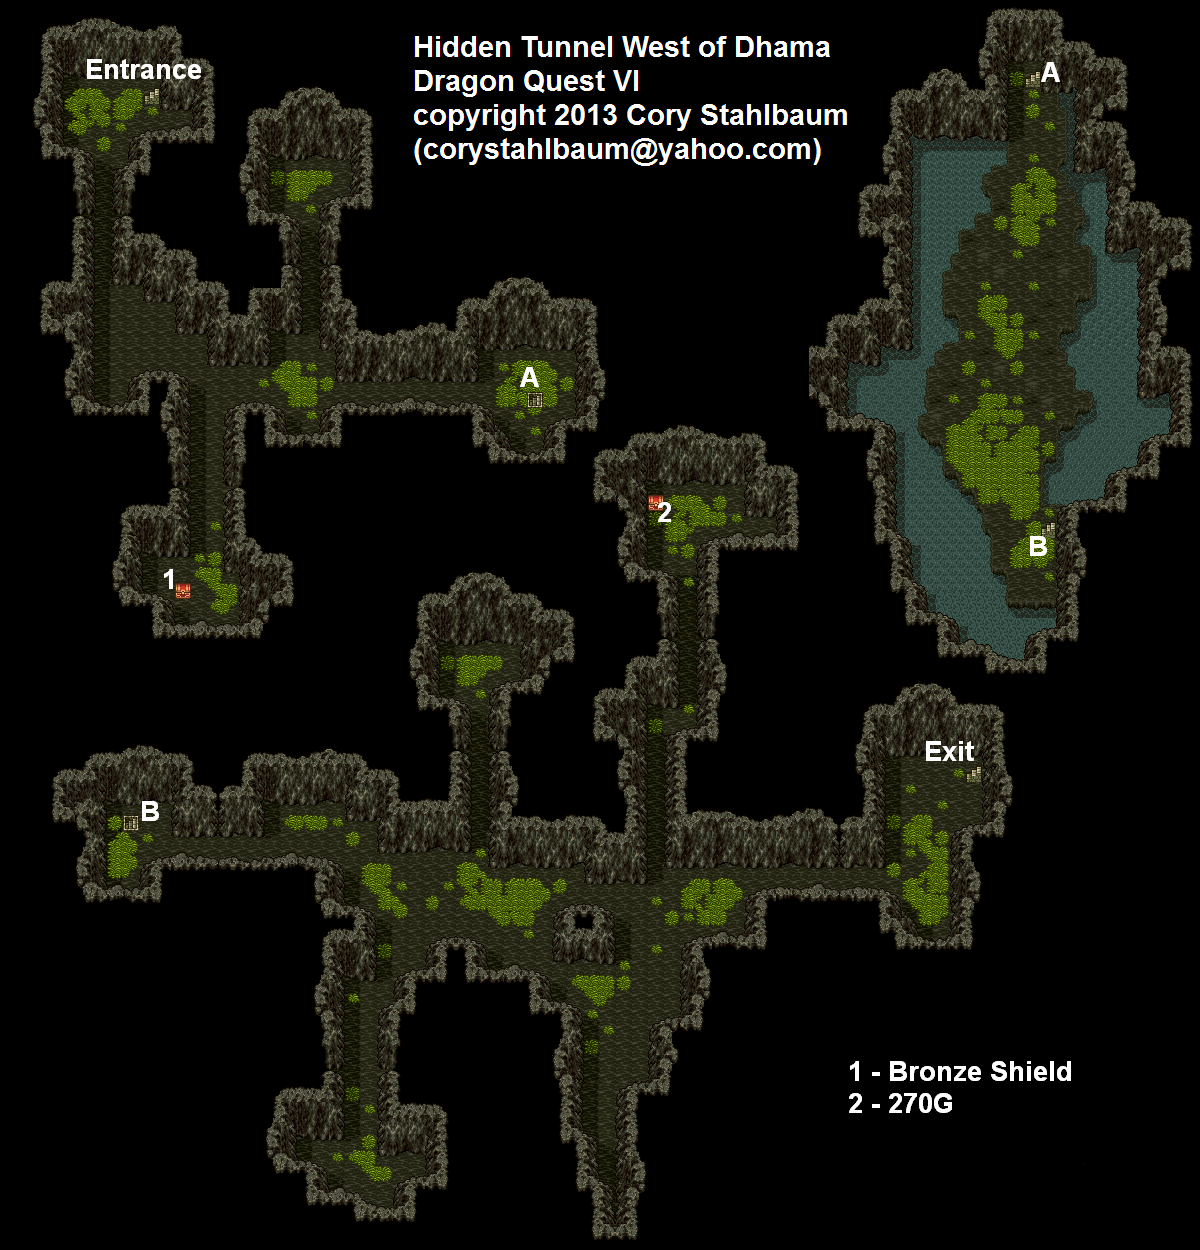 Hidden Tunnel West of Dhama
Dragon Quest VI
copyright 2013 Cory Stahlbaum
(corystahlbaum@yahoo.com)
Entrance
A
A
1
2
B
B
Exit
1 - Bronze Shield
2 - 270G